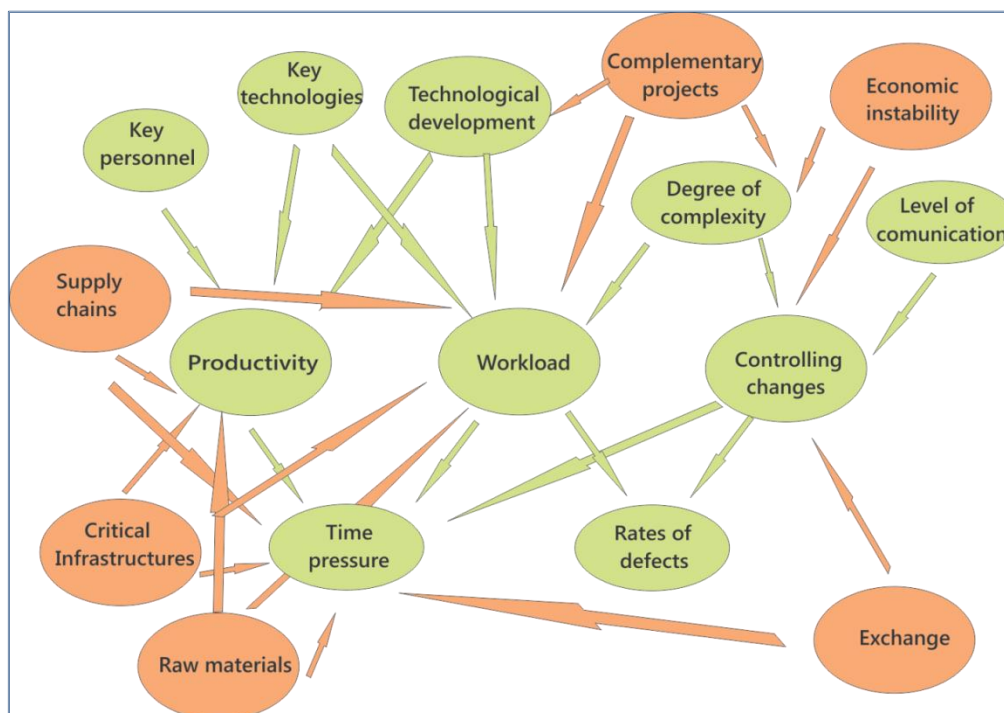 Key
technologies
Technological
development
Complementary
projects
Economic
instability
Key
personnel
Degree of
complexity
Level of
comunication
Supply
chains
Productivity
Workload
Controlling
changes
Critical
Infrastructures
Time
pressure
Rates of
defects
Raw materials
Exchange